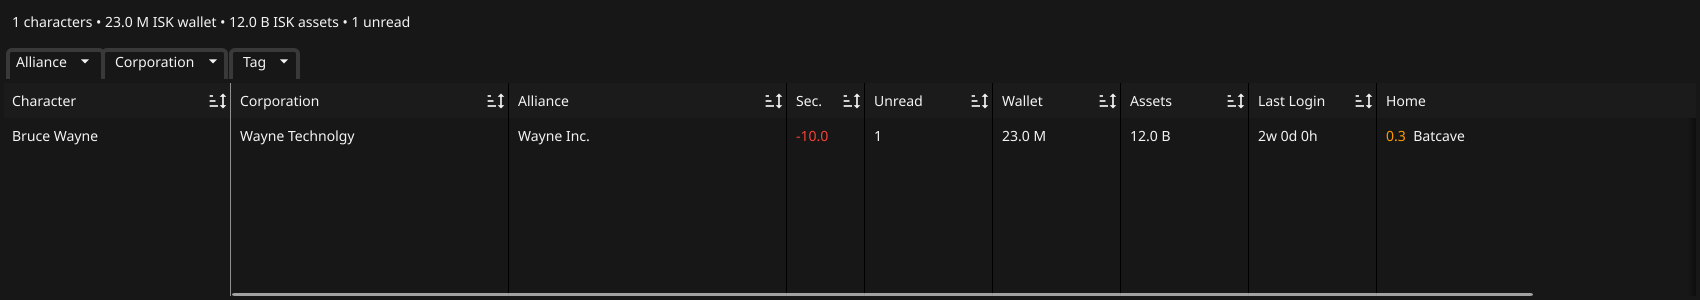 1 characters • 23.0 M ISK wallet • 12.0 B ISK assets • 1 unread
Alliance Corporation Tag
Character Corporation Alliance Sec. Unread Wallet Assets Last Login Home
Bruce Wayne Wayne Technolgy Wayne Inc. -10.0 1 23.0 M 12.0 B 2w 0d 0h 0.3 Batcave